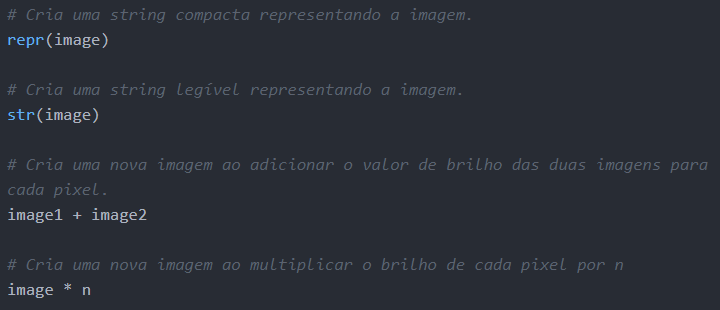 # Cria uma string compacta representando a imagem.
repr(image)
# Cria uma string legível representando a imagem.
str(image)
# Cria uma nova imagem ao adicionar o valor de brilho das duas imagens para
cada pixel.
image1 + image2
# Cria uma nova imagem ao multiplicar o brilho de cada pixel por n
image * n